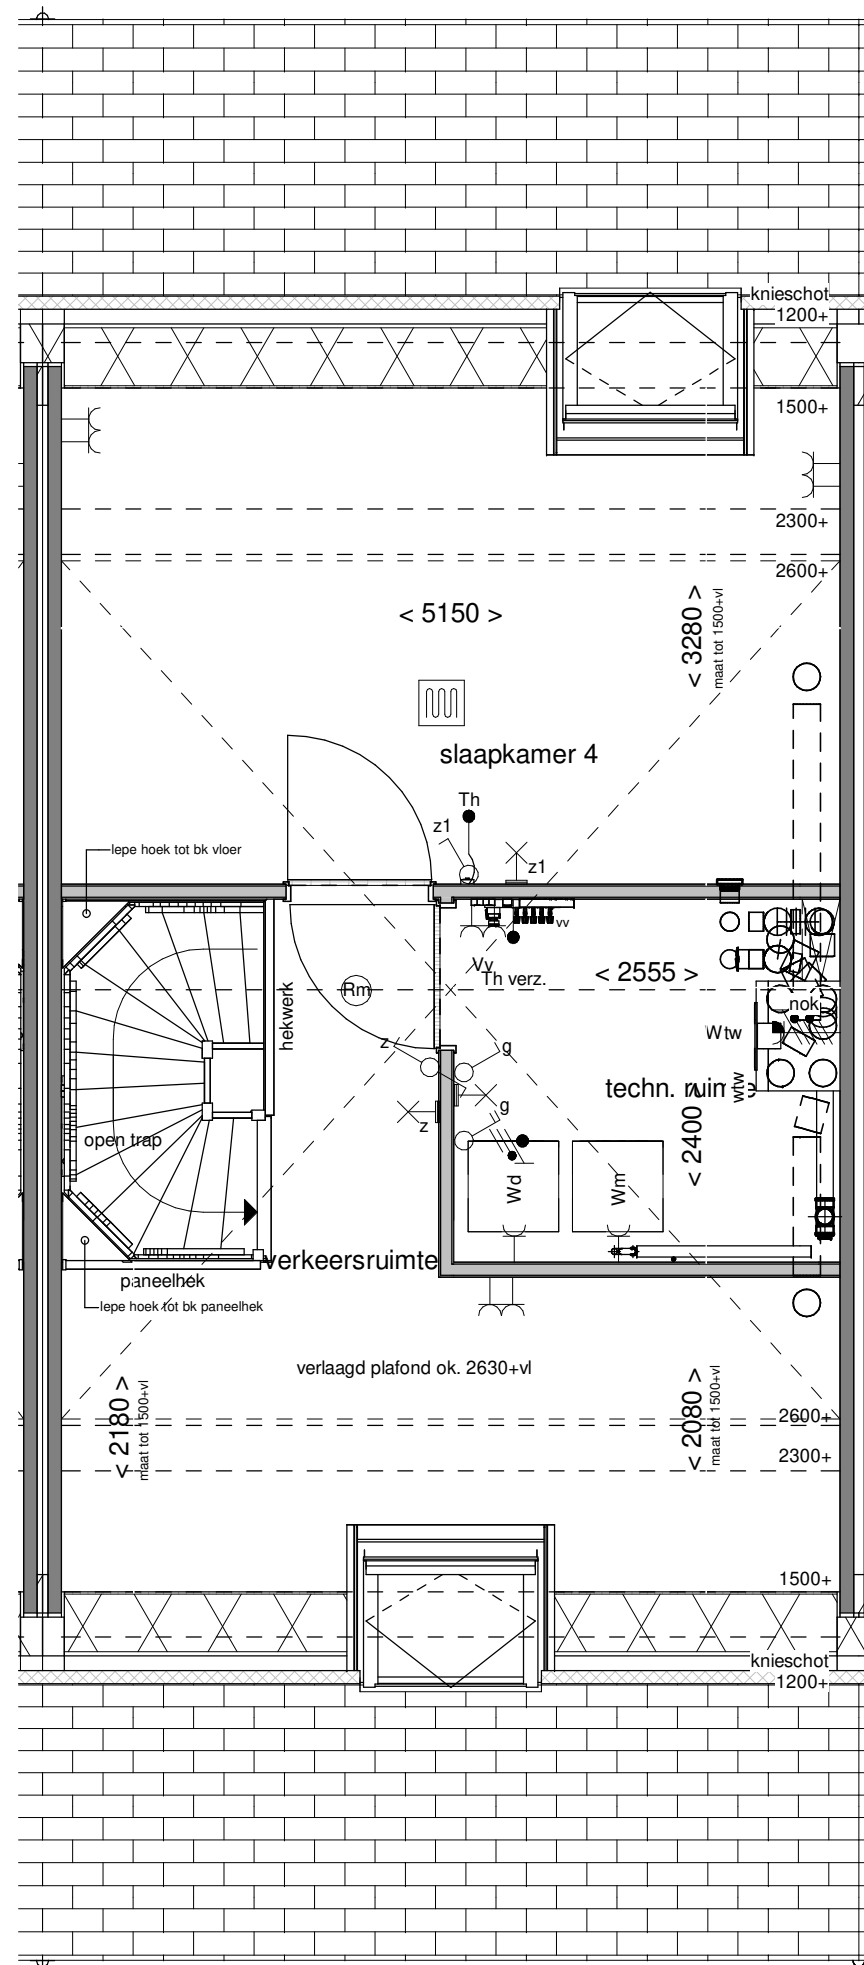 knieschot
1200+
1500+
2300+
2600+
< 5150 >
< 3280 >
maat tot 1500+vl
slaapkamer 4
Th
z1
z1
lepe hoek tot bk vloer
vv
Vv
Th verz.
< 2555 >
Rm
hekwerk
nok
Wtw
wtw
z
g
techn. ruimte
g
z
< 2400 >
open trap
Wd
Wm
verkeersruimte
paneelhek
lepe hoek tot bk paneelhek
verlaagd plafond ok. 2630+vl
< 2180 >
maat tot 1500+vl
< 2080 >
maat tot 1500+vl
2600+
2300+
1500+
knieschot
1200+